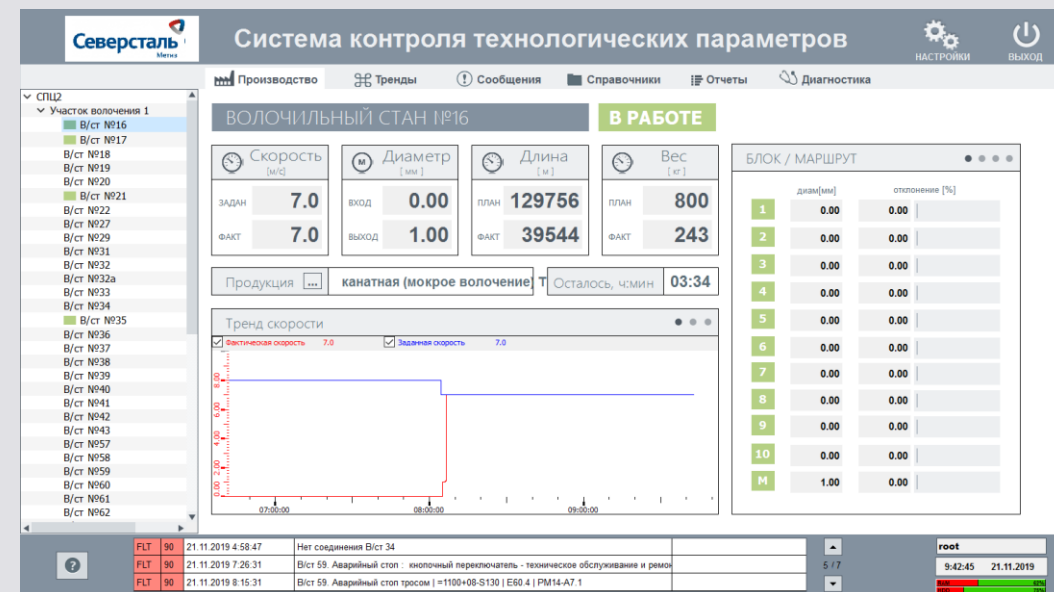 Северсталь
Метиз
Система контроля технологических параметров
НАСТРОЙКИ
ВЫХОД
Производство
Тренды
Сообщения
Справочники
Отчеты
Диагностика
СПЦ2
Участок волочения 1
В/ст №16
В/ст №17
В/ст №18
В/ст №19
В/ст №20
В/ст №21
В/ст №22
В/ст №27
В/ст №29
В/ст №31
В/ст №32
В/ст №32а
В/ст №33
В/ст №34
В/ст №35
В/ст №36
В/ст №37
В/ст №38
В/ст №39
В/ст №40
В/ст №41
В/ст №42
В/ст №43
В/ст №57
В/ст №58
В/ст №59
В/ст №60
В/ст №61
В/ст №62
ВОЛОЧИЛЬНЫЙ СТАН №16
В РАБОТЕ
Скорость
[м/с]
ЗАДАН 7.0
ФАКТ 7.0
М
Диаметр
[ мм ]
ВХОД 0.00
ВЫХОД 1.00
Длина
[ м ]
ПЛАН 129756
ФАКТ 39544
Вес
[ кг ]
ПЛАН 800
ФАКТ 243
Продукция ... канатная (мокрое волочение) Т
Осталось, ч:мин 03:34
Тренд скорости
Фактическая скорость 7.0 Заданная скорость 7.0
8.00
6.00
4.00
2.00
0.00
07:00:00 08:00:00 09:00:00
БЛОК / МАРШРУТ
диам[мм] отклонение [%]
1 0.00 0.00
2 0.00 0.00
3 0.00 0.00
4 0.00 0.00
5 0.00 0.00
6 0.00 0.00
7 0.00 0.00
8 0.00 0.00
9 0.00 0.00
10 0.00 0.00
М 1.00 0.00
?
FLT 90 21.11.2019 4:58:47 Нет соединения В/ст 34
FLT 90 21.11.2019 7:26:31 В/ст 59. Аварийный стоп : кнопочный переключатель - техническое обслуживание и ремон
FLT 90 21.11.2019 8:15:31 В/ст 59. Аварийный стоп тросом | =1100+08-S130 | E60.4 | PM14-A7.1
5 / 7
root
9:42:45 21.11.2019